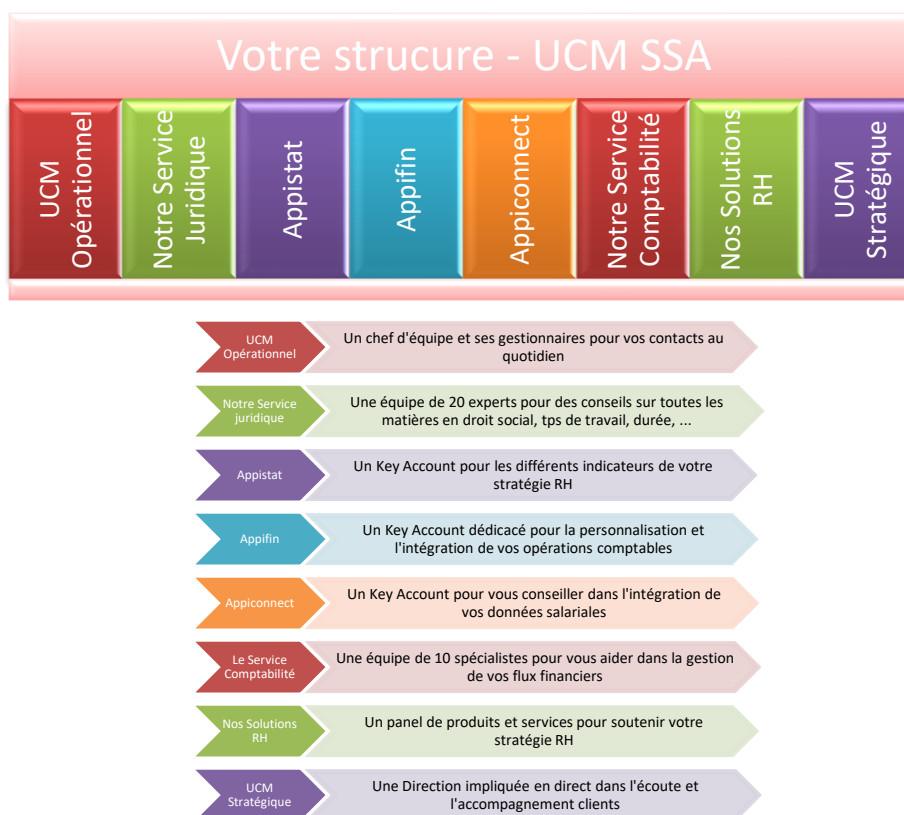 Votre strucure - UCM SSA
UCM
Opérationnel
Notre Service
Juridique
Appistat
Appifin
Appiconnect
Notre Service
Comptabilité
Nos Solutions
RH
UCM
Stratégique
UCM
Opérationnel
Un chef d'équipe et ses gestionnaires pour vos contacts au
quotidien
Notre Service
juridique
Une équipe de 20 experts pour des conseils sur toutes les
matières en droit social, tps de travail, durée, ...
Appistat
Un Key Account pour les différents indicateurs de votre
stratégie RH
Appifin
Un Key Account dédicacé pour la personnalisation et
l'intégration de vos opérations comptables
Appiconnect
Un Key Account pour vous conseiller dans l'intégration de
vos données salariales
Le Service
Comptabilité
Une équipe de 10 spécialistes pour vous aider dans la gestion
de vos flux financiers
Nos Solutions
RH
Un panel de produits et services pour soutenir votre
stratégie RH
UCM
Stratégique
Une Direction impliquée en direct dans l'écoute et
l'accompagnement clients